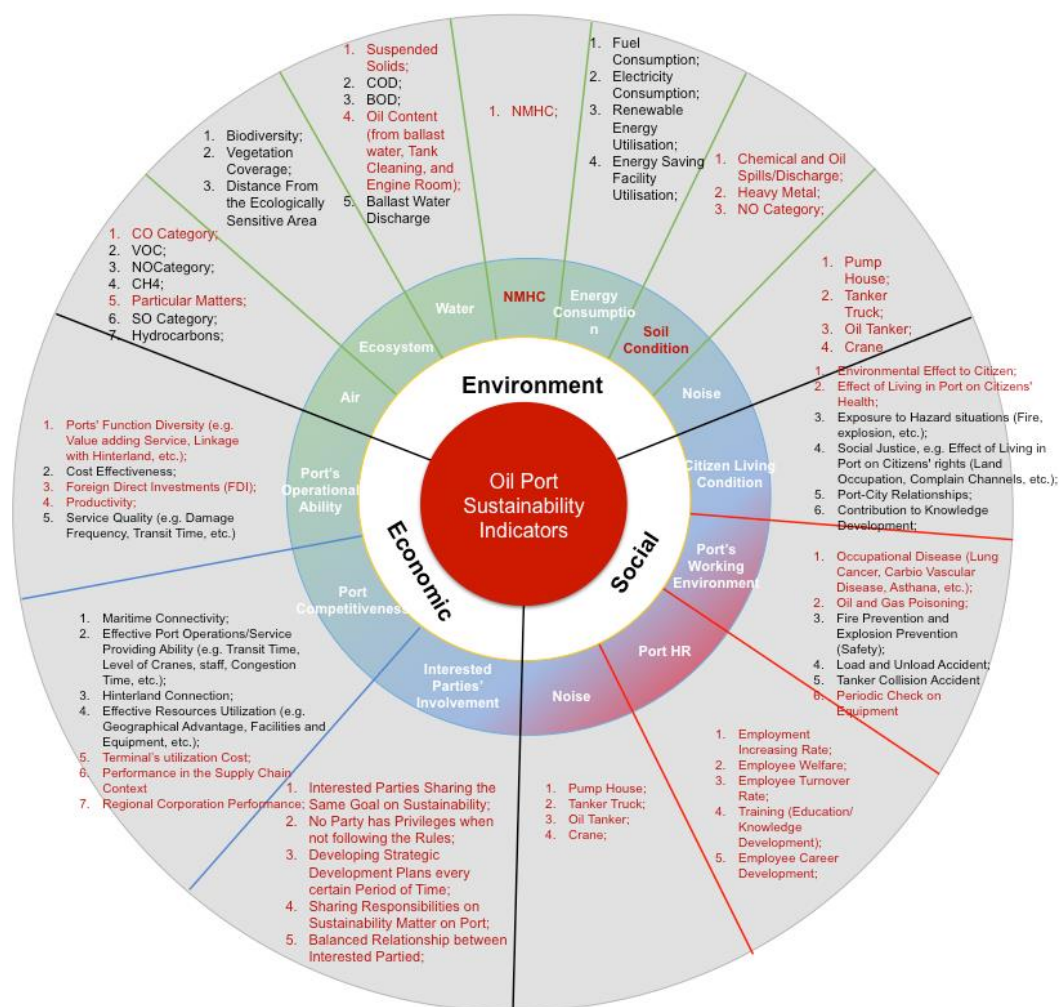 Oil Port
Sustainability
Indicators
Environment
Economic
Social
Air
Ecosystem
Water
NMHC
Energy
Consumptio
n
Soil
Condition
Noise
Citizen Living
Condition
Port's
Working
Environment
Port HR
Noise
Interested
Parties'
Involvement
Port
Competitiveness
Port's
Operational
Ability
1. CO Category;
2. VOC;
3. NOCategory;
4. CH4;
5. Particular Matters;
6. SO Category;
7. Hydrocarbons;
1. Biodiversity;
2. Vegetation
Coverage;
3. Distance From
the Ecologically
Sensitive Area
1. Suspended
Solids;
2. COD;
3. BOD;
4. Oil Content
(from ballast
water, Tank
Cleaning, and
Engine Room);
5. Ballast Water
Discharge
1. NMHC;
1. Fuel
Consumption;
2. Electricity
Consumption;
3. Renewable
Energy
Utilisation;
4. Energy Saving
Facility
Utilisation;
1. Chemical and Oil
Spills/Discharge;
2. Heavy Metal;
3. NO Category;
1. Pump
House;
2. Tanker
Truck;
3. Oil Tanker;
4. Crane
1. Environmental Effect to Citizen;
2. Effect of Living in Port on Citizens'
Health;
3. Exposure to Hazard situations (Fire,
explosion, etc.);
4. Social Justice, e.g. Effect of Living in
Port on Citizens' rights (Land
Occupation, Complain Channels, etc.);
5. Port-City Relationships;
6. Contribution to Knowledge
Development;
1. Occupational Disease (Lung
Cancer, Carbio Vascular
Disease, Asthana, etc.);
2. Oil and Gas Poisoning;
3. Fire Prevention and
Explosion Prevention
(Safety);
4. Load and Unload Accident;
5. Tanker Collision Accident
6. Periodic Check on
Equipment
1. Employment
Increasing Rate;
2. Employee Welfare;
3. Employee Turnover
Rate;
4. Training (Education/
Knowledge
Development);
5. Employee Career
Development;
1. Pump House;
2. Tanker Truck;
3. Oil Tanker;
4. Crane;
1. Interested Parties Sharing the
Same Goal on Sustainability;
2. No Party has Privileges when
not following the Rules;
3. Developing Strategic
Development Plans every
certain Period of Time;
4. Sharing Responsibilities on
Sustainability Matter on Port;
5. Balanced Relationship between
Interested Partied;
1. Maritime Connectivity;
2. Effective Port Operations/Service
Providing Ability (e.g. Transit Time,
Level of Cranes, staff, Congestion
Time, etc.);
3. Hinterland Connection;
4. Effective Resources Utilization (e.g.
Geographical Advantage, Facilities and
Equipment, etc.);
5. Terminal's utilization Cost;
6. Performance in the Supply Chain
Context
7. Regional Corporation Performance;
1. Ports' Function Diversity (e.g.
Value adding Service, Linkage
with Hinterland, etc.);
2. Cost Effectiveness;
3. Foreign Direct Investments (FDI);
4. Productivity;
5. Service Quality (e.g. Damage
Frequency, Transit Time, etc.)